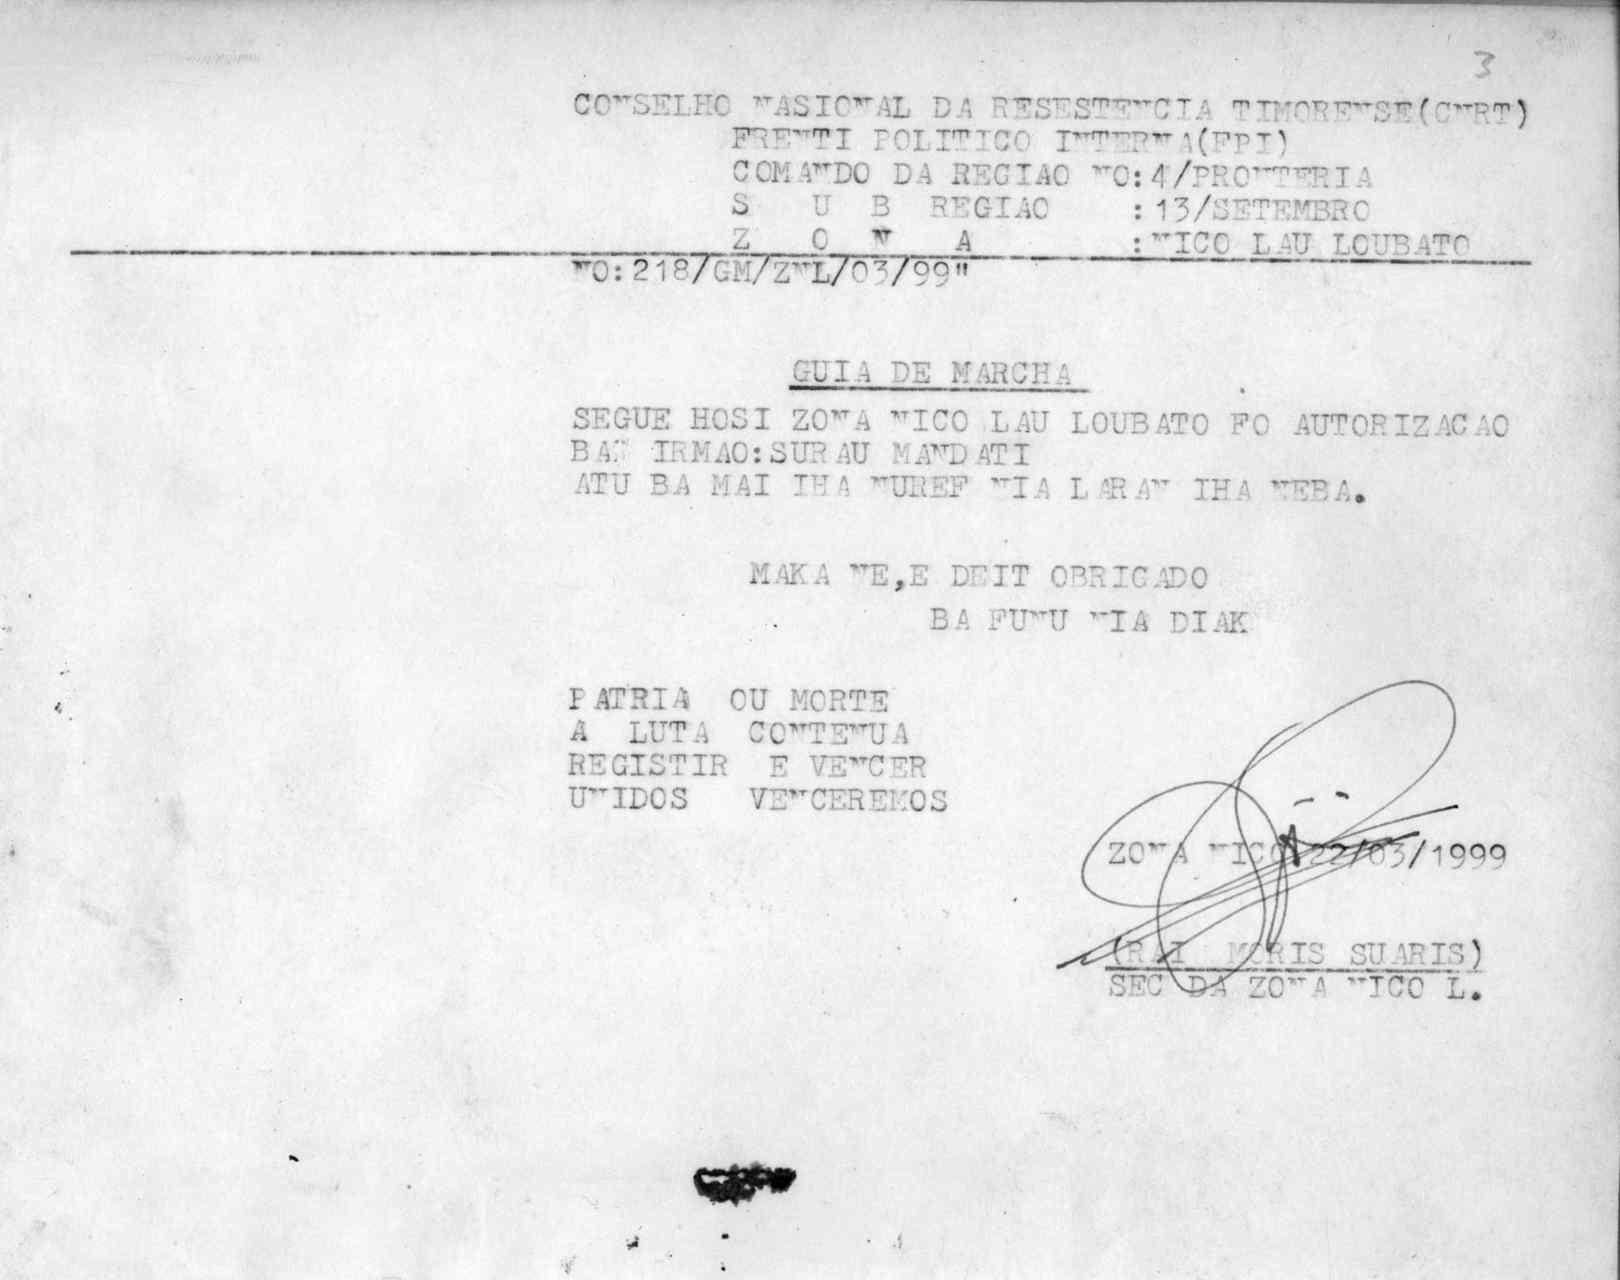 3
CONSELHO NASIONAL DA RESESTENCIA TIMORENSE(CNRT)
FRENTI POLITICO INTERNA(FPI)
COMANDO DA REGIAO NO:4/PRONTERIA
S U B REGIAO :13/SETEMBRO
Z O N A :NICO LAU LOUBATO
NO:218/GM/ZNL/03/99"
GUIA DE MARCHA
SEGUE HOSI ZONA NICO LAU LOUBATO FO AUTORIZACAO
IRMAO:SURAU MANDATI
ATU BA MAI IHA NUREF NIA LARAN IHA NEBA.
MAKA NE,E DEIT OBRIGADO
BA FUNU NIA DIAK
PATRIA OU MORTE
A LUTA CONTENUA
REGISTIR E VENCER
UNIDOS VENCEREMOS
ZONA NICO 22/03/1999
(RAI MORIS SUARIS)
SEC DA ZONA NICO L.